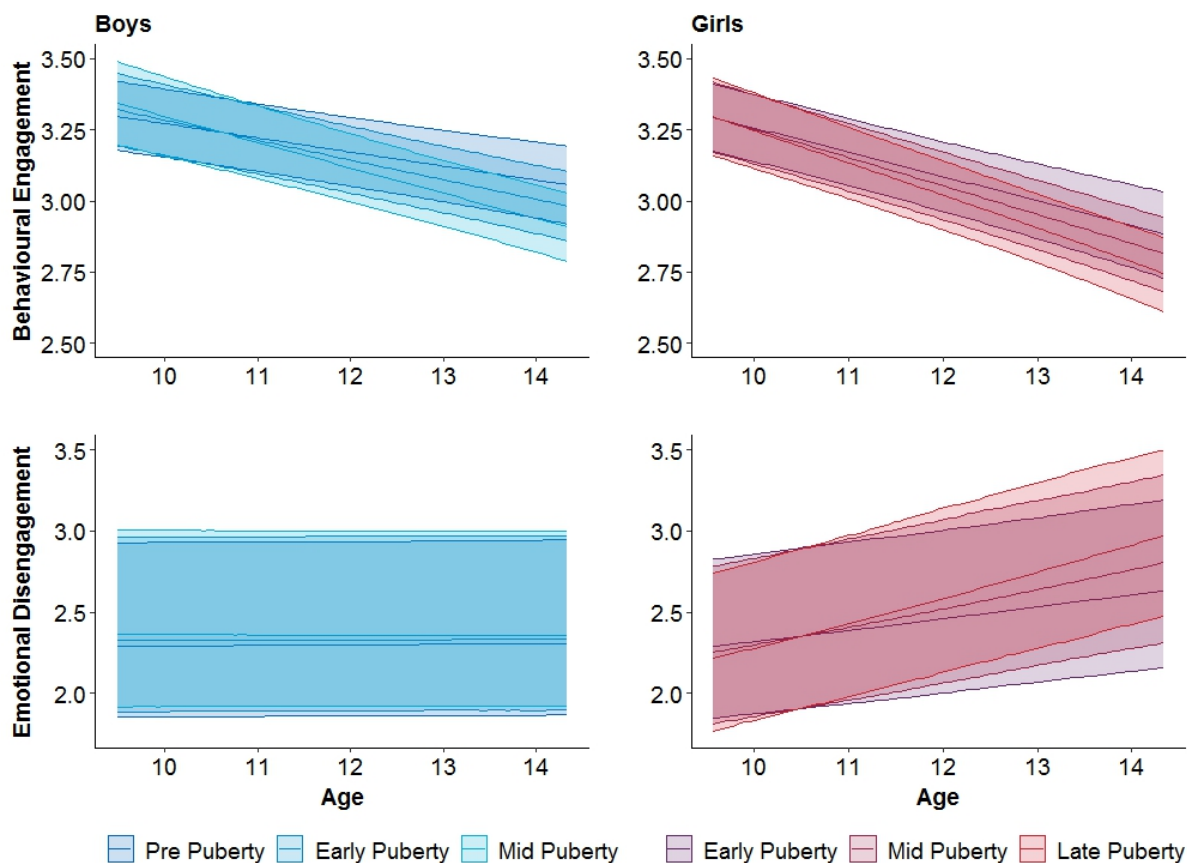 Boys
Girls
Behavioural Engagement
3.50
3.25
3.00
2.75
2.50
10 11 12 13 14
3.50
3.25
3.00
2.75
2.50
10 11 12 13 14
Emotional Disengagement
3.5
3.0
2.5
2.0
10 11 12 13 14
Age
3.5
3.0
2.5
2.0
10 11 12 13 14
Age
Pre Puberty Early Puberty Mid Puberty
Early Puberty Mid Puberty Late Puberty